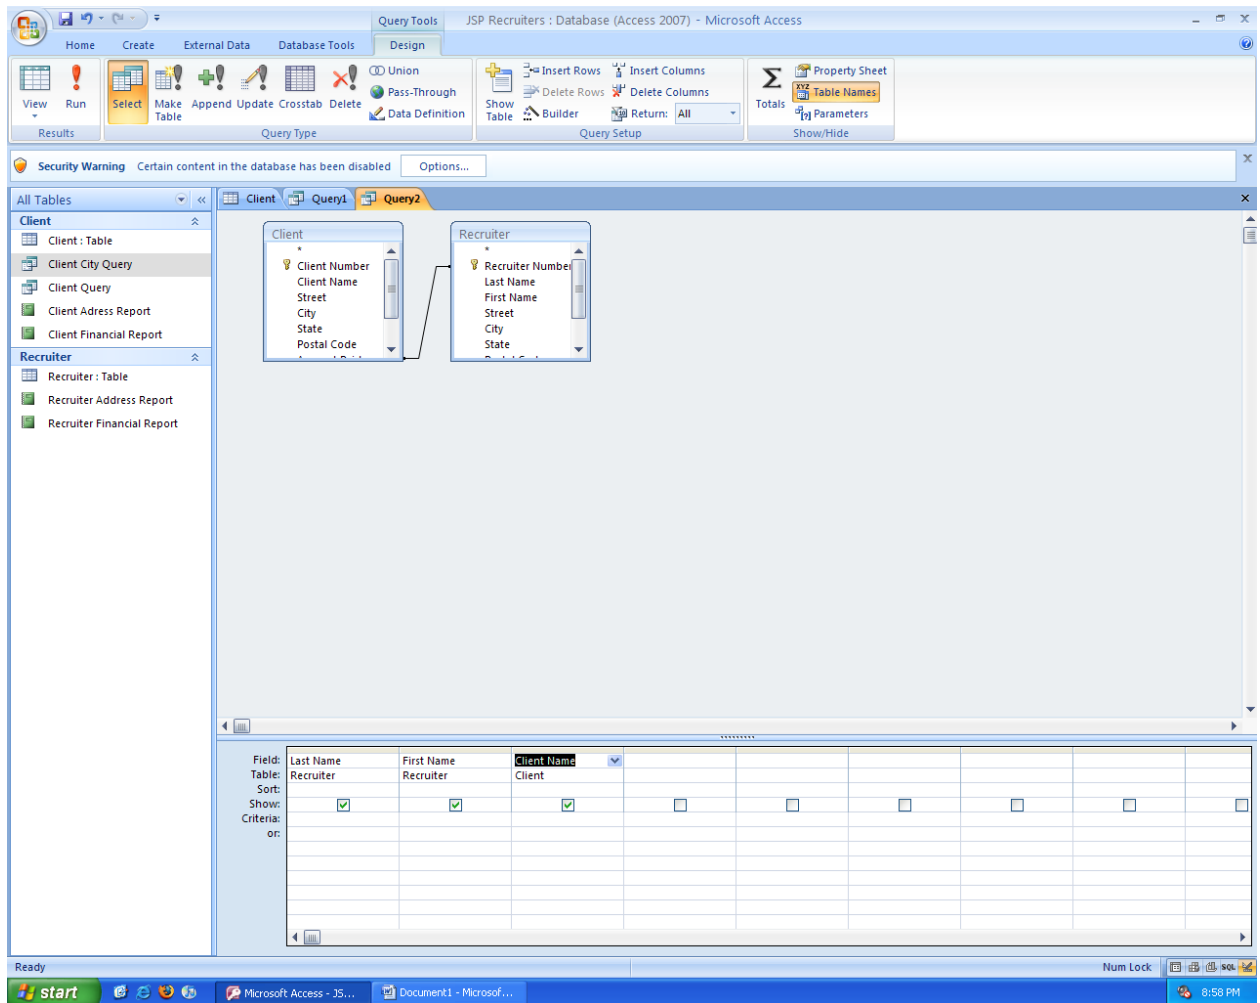 Query Tools JSP Recruiters : Database (Access 2007) - Microsoft Access
Home Create External Data Database Tools Design
View Run Select Make Table Append Update Crosstab Delete
Union
Pass-Through
Data Definition
Show Table
Insert Rows
Delete Rows
Builder
Insert Columns
Delete Columns
Return: All
Totals
Property Sheet
XYZ Table Names
Parameters
Results Query Type Query Setup Show/Hide
Security Warning Certain content in the database has been disabled Options...
All Tables
Client
Client : Table
Client City Query
Client Query
Client Adress Report
Client Financial Report
Recruiter
Recruiter : Table
Recruiter Address Report
Recruiter Financial Report
Client Query1 Query2
Client
*
Client Number
Client Name
Street
City
State
Postal Code
Recruiter
*
Recruiter Number
Last Name
First Name
Street
City
State
Field: Last Name First Name Client Name
Table: Recruiter Recruiter Client
Sort:
Show:
Criteria:
or:
Ready Num Lock SQL
start Microsoft Access - JS... Document1 - Microsof... 8:58 PM